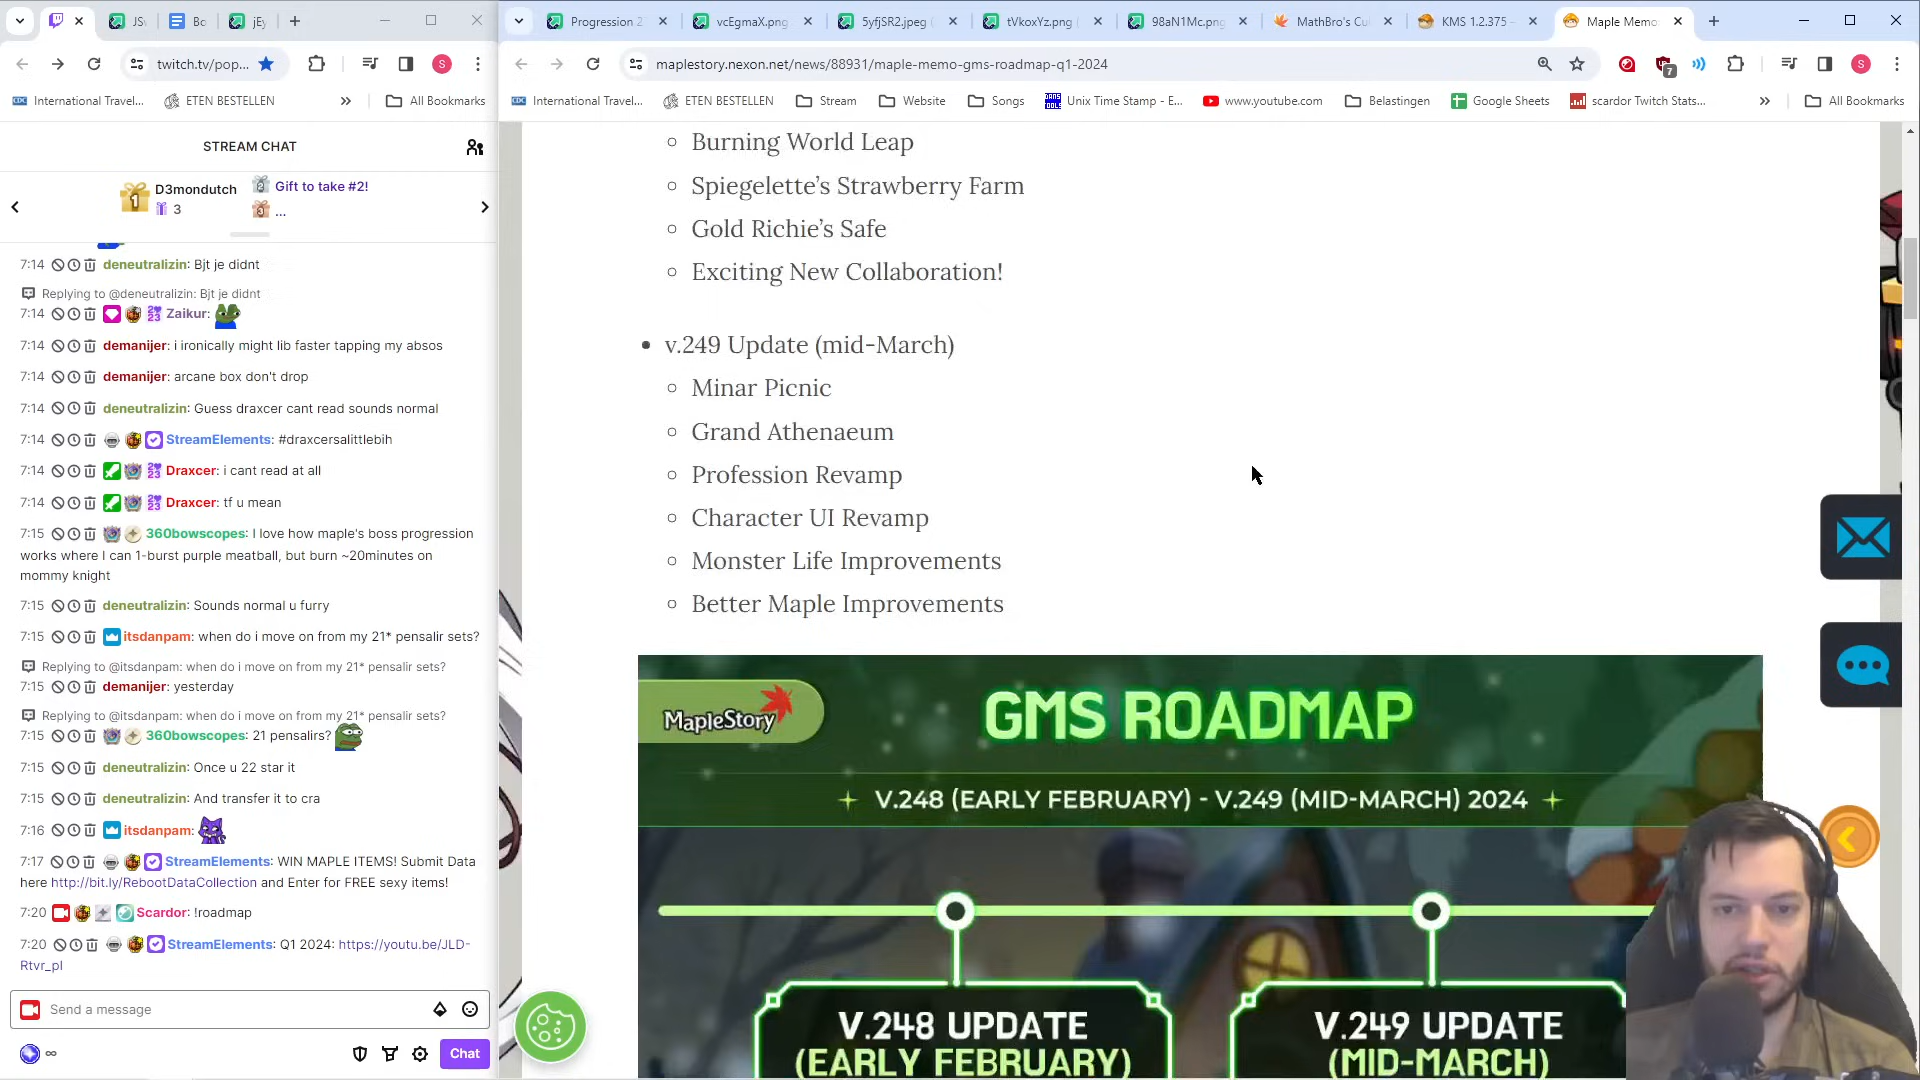 JS
Bo
jEy
Progression 2
vcEgmaX.png
5yfjSR2.jpeg (
tVkoxYz.png (
98aN1Mc.png
MathBro's Cu
KMS 1.2.375 –
Maple Memo
twitch.tv/pop...
S
maplestory.nexon.net/news/88931/maple-memo-gms-roadmap-q1-2024
7
S
CDC International Travel...
ETEN BESTELLEN
»
All Bookmarks
CDC International Travel...
ETEN BESTELLEN
Stream
Website
Songs
Unix Time Stamp - E...
www.youtube.com
Belastingen
Google Sheets
scardor Twitch Stats...
»
All Bookmarks
STREAM CHAT
1
D3mondutch
3
2 Gift to take #2!
3 ...
7:14 deneutralizin: Bjt je didnt
Replying to @deneutralizin: Bjt je didnt
7:14 Zaikur:
7:14 demanijer: i ironically might lib faster tapping my absos
7:14 demanijer: arcane box don't drop
7:14 deneutralizin: Guess draxcer cant read sounds normal
7:14 StreamElements: #draxcersalittlebih
7:14 Draxcer: i cant read at all
7:14 Draxcer: tf u mean
7:15 360bowscopes: I love how maple's boss progression
works where I can 1-burst purple meatball, but burn ~20minutes on
mommy knight
7:15 deneutralizin: Sounds normal u furry
7:15 itsdanpam: when do i move on from my 21* pensalir sets?
Replying to @itsdanpam: when do i move on from my 21* pensalir sets?
7:15 demanijer: yesterday
Replying to @itsdanpam: when do i move on from my 21* pensalir sets?
7:15 360bowscopes: 21 pensalirs?
7:15 deneutralizin: Once u 22 star it
7:15 deneutralizin: And transfer it to cra
7:16 itsdanpam:
7:17 StreamElements: WIN MAPLE ITEMS! Submit Data
here http://bit.ly/RebootDataCollection and Enter for FREE sexy items!
7:20 Scardor: !roadmap
7:20 StreamElements: Q1 2024: https://youtu.be/JLD-
Rtvr_pI
Send a message
∞
Chat
Burning World Leap
Spiegelette’s Strawberry Farm
Gold Richie’s Safe
Exciting New Collaboration!
v.249 Update (mid-March)
Minar Picnic
Grand Athenaeum
Profession Revamp
Character UI Revamp
Monster Life Improvements
Better Maple Improvements
MapleStory
GMS ROADMAP
V.248 (EARLY FEBRUARY) - V.249 (MID-MARCH) 2024
V.248 UPDATE
(EARLY FEBRUARY)
V.249 UPDATE
(MID-MARCH)